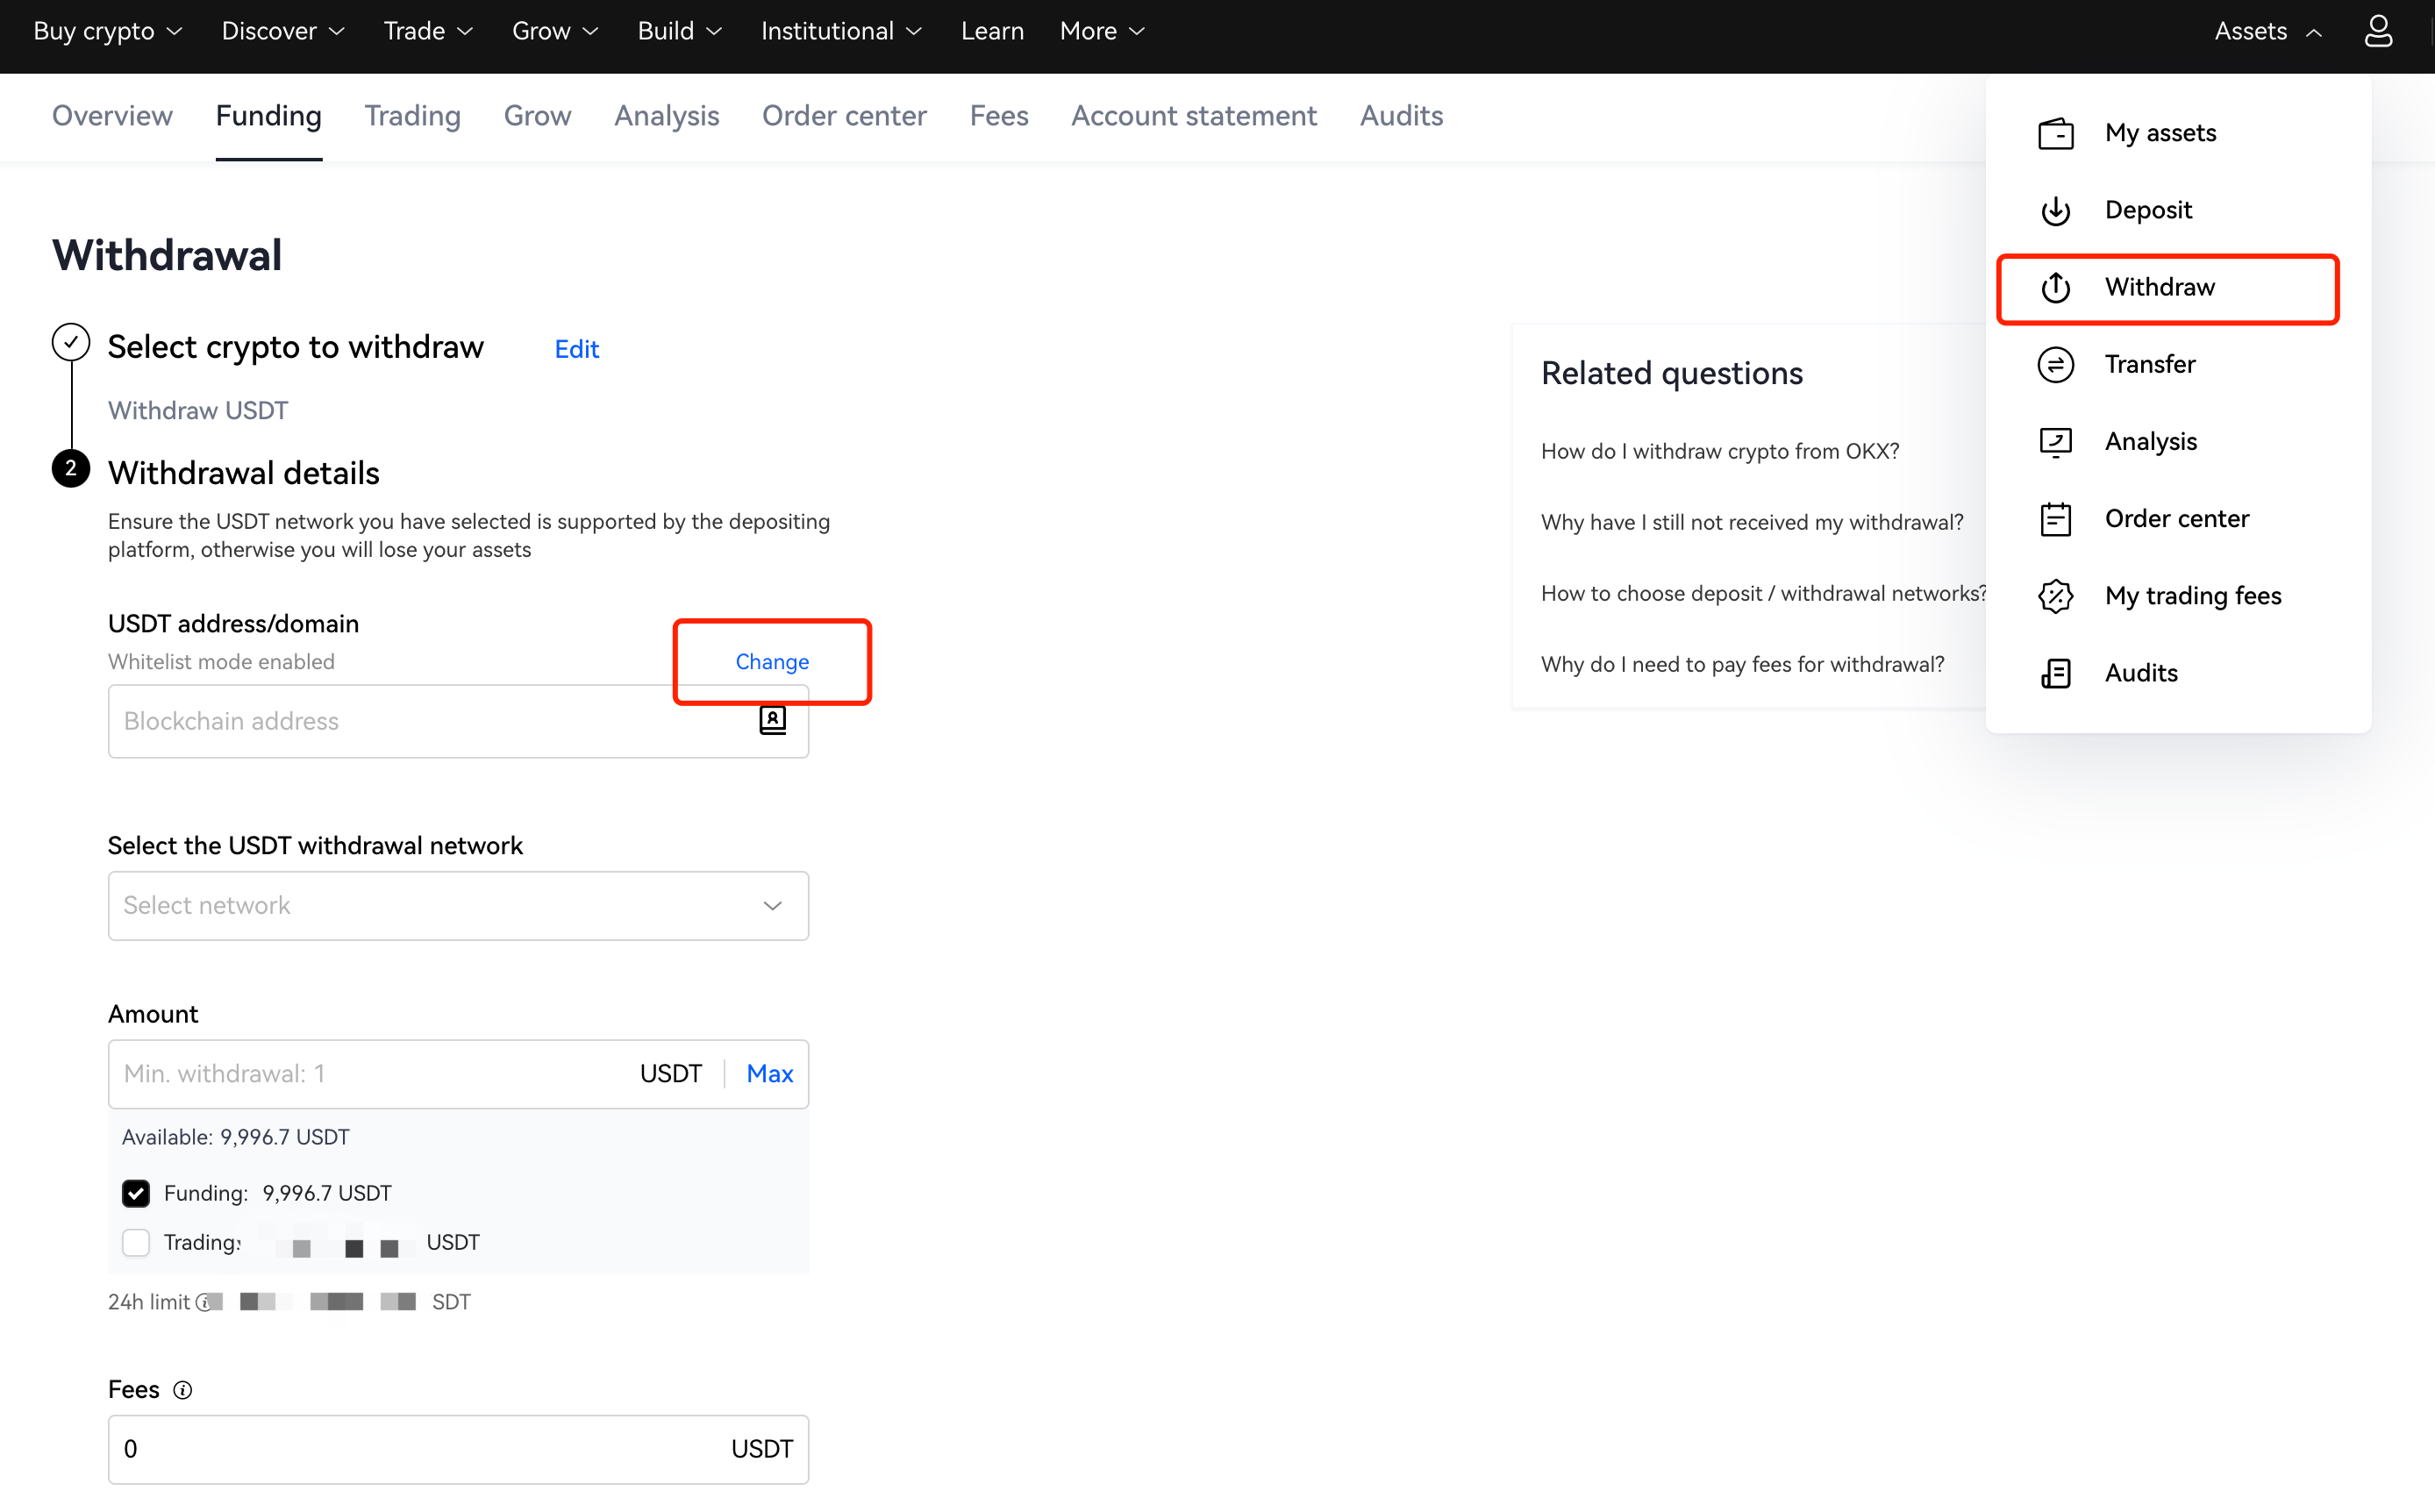 Buy crypto Discover Trade Grow Build Institutional Learn More Assets
Overview Funding Trading Grow Analysis Order center Fees Account statement Audits
Withdrawal
Select crypto to withdraw Edit
Withdraw USDT
2 Withdrawal details
Ensure the USDT network you have selected is supported by the depositing
platform, otherwise you will lose your assets
USDT address/domain
Whitelist mode enabled Change
Blockchain address
Select the USDT withdrawal network
Select network
Amount
Min. withdrawal: 1 USDT Max
Available: 9,996.7 USDT
Funding: 9,996.7 USDT
Trading: USDT
24h limit SDT
Fees
0 USDT
Related questions
How do I withdraw crypto from OKX?
Why have I still not received my withdrawal?
How to choose deposit / withdrawal networks?
Why do I need to pay fees for withdrawal?
My assets
Deposit
Withdraw
Transfer
Analysis
Order center
My trading fees
Audits